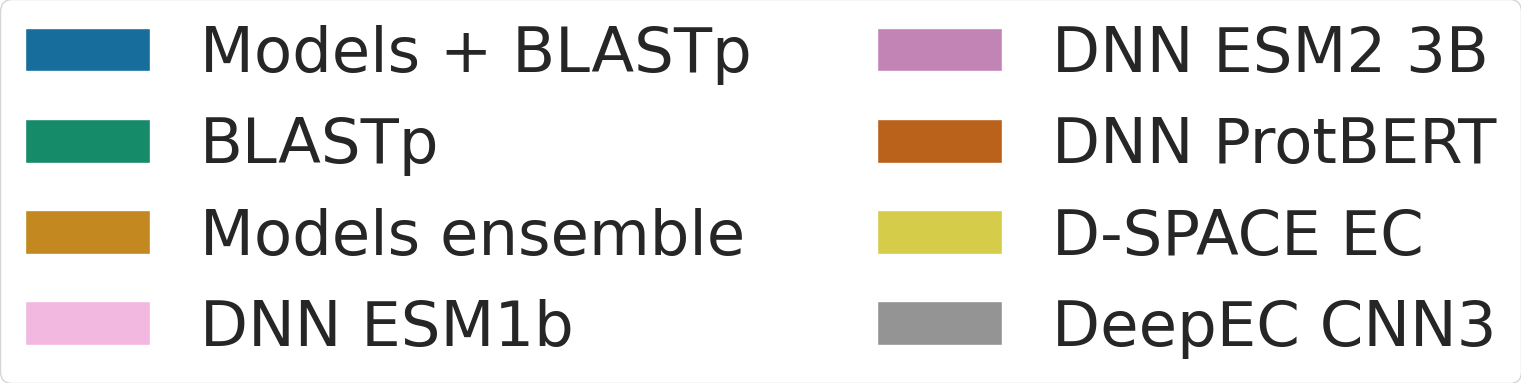 Models + BLASTp
BLASTp
Models ensemble
DNN ESM1b
DNN ESM2 3B
DNN ProtBERT
D-SPACE EC
DeepEC CNN3